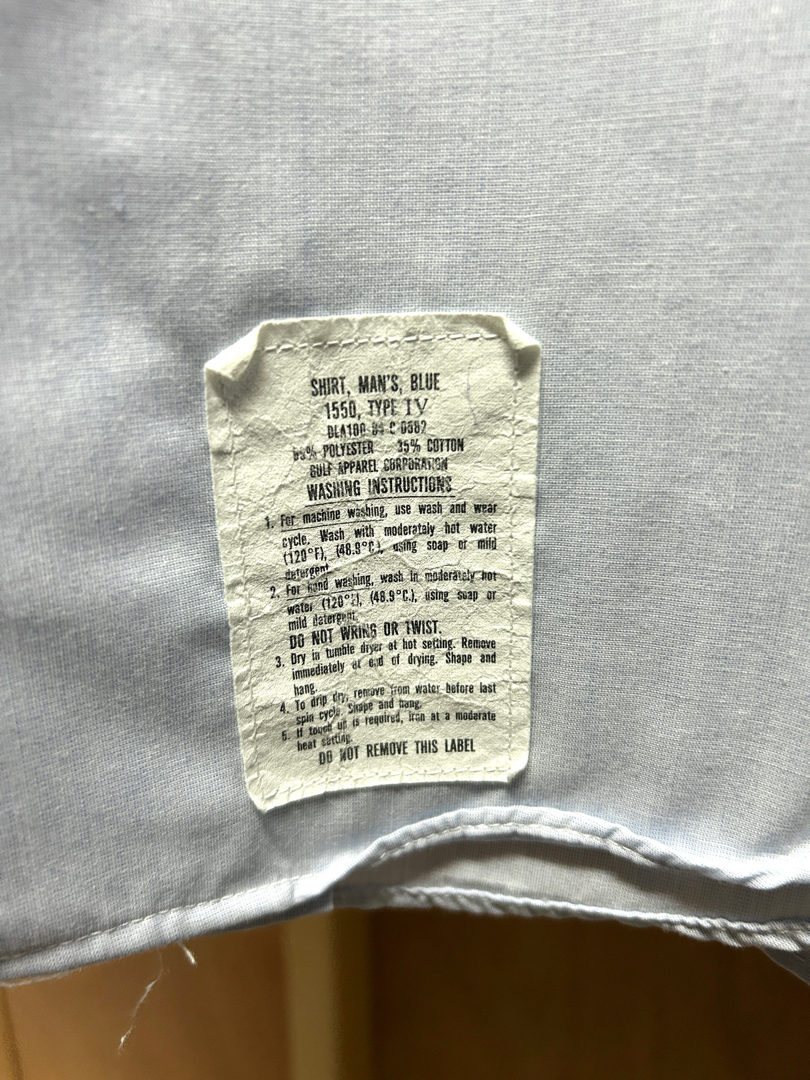 SHIRT, MAN'S, BLUE
1550, TYPE IV
DLA100-84-C-0382
65% POLYESTER 35% COTTON
GULF APPAREL CORPORATION
WASHING INSTRUCTIONS
1. For machine washing, use wash and wear
cycle. Wash with moderately hot water
(120°F), (48.9°C.), using soap or mild
detergent.
2. For hand washing, wash in moderately hot
water (120°F), (48.9°C.), using soap or
mild detergent.
DO NOT WRING OR TWIST.
3. Dry in tumble dryer at hot setting. Remove
immediately at end of drying. Shape and
hang.
4. To drip dry, remove from water before last
spin cycle. Shape and hang.
5. If touch up is required, iron at a moderate
heat setting.
DO NOT REMOVE THIS LABEL